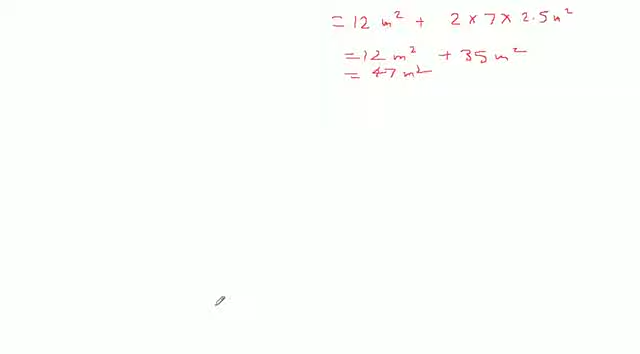 = 12 m² + 2 × 7 × 2.5 m²
= 12 m² + 35 m²
= 47 m²